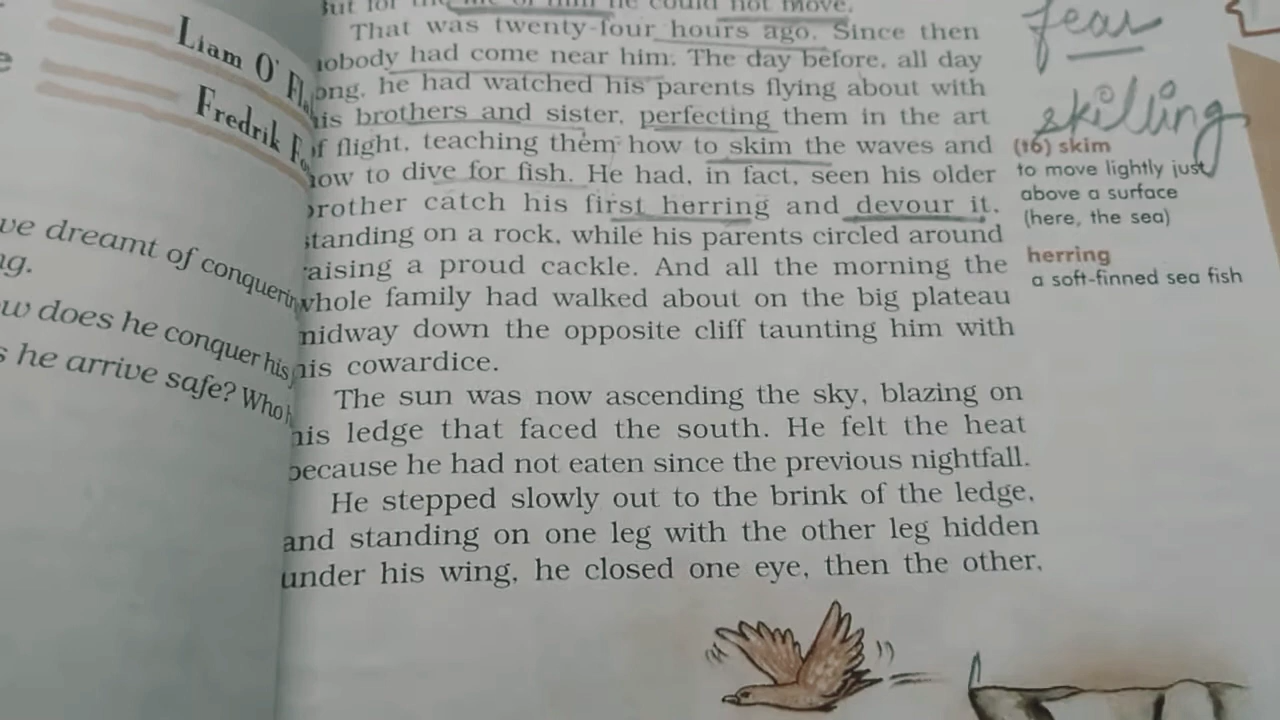 Liam O' Fla
Fredrik F
ve dreamt of conquerin
ng.
w does he conquer his
s he arrive safe? Who h
but for the life of him he could not move.
That was twenty-four hours ago. Since then
nobody had come near him. The day before, all day
long, he had watched his parents flying about with
his brothers and sister, perfecting them in the art
of flight, teaching them how to skim the waves and
how to dive for fish. He had, in fact, seen his older
brother catch his first herring and devour it,
standing on a rock, while his parents circled around
raising a proud cackle. And all the morning the
whole family had walked about on the big plateau
midway down the opposite cliff taunting him with
his cowardice.
The sun was now ascending the sky, blazing on
his ledge that faced the south. He felt the heat
because he had not eaten since the previous nightfall.
He stepped slowly out to the brink of the ledge,
and standing on one leg with the other leg hidden
under his wing, he closed one eye, then the other,
fear
skilling
(to) skim
to move lightly just
above a surface
(here, the sea)
herring
a soft-finned sea fish